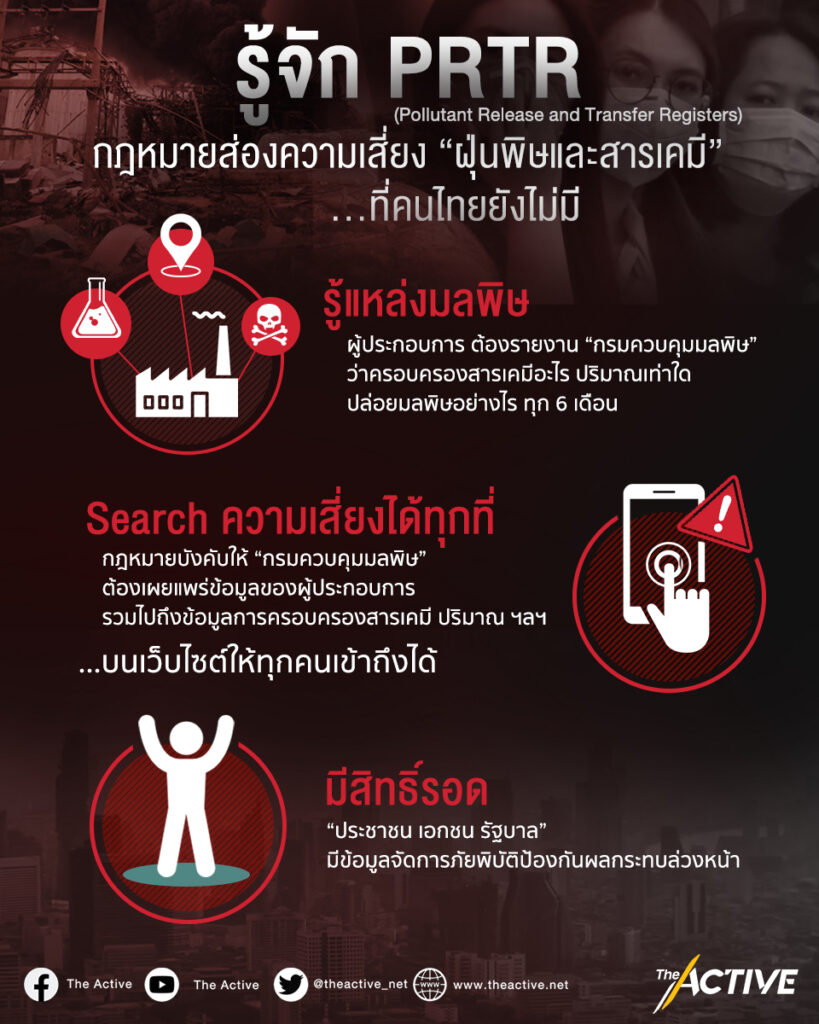 รู้จัก PRTR
(Pollutant Release and Transfer Registers)
กฎหมายส่องความเสี่ยง “ฝุ่นพิษและสารเคมี”
...ที่คนไทยยังไม่มี
รู้แหล่งมลพิษ
ผู้ประกอบการ ต้องรายงาน “กรมควบคุมมลพิษ”
ว่าครอบครองสารเคมีอะไร ปริมาณเท่าใด
ปล่อยมลพิษอย่างไร ทุก 6 เดือน
Search ความเสี่ยงได้ทุกที่
กฎหมายบังคับให้ “กรมควบคุมมลพิษ”
ต้องเผยแพร่ข้อมูลของผู้ประกอบการ
รวมไปถึงข้อมูลการครอบครองสารเคมี ปริมาณ ฯลฯ
...บนเว็บไซต์ให้ทุกคนเข้าถึงได้
!
มีสิทธิ์รอด
“ประชาชน เอกชน รัฐบาล”
มีข้อมูลจัดการภัยพิบัติป้องกันผลกระทบล่วงหน้า
The Active The Active @theactive_net www www.theactive.net
The ACTIVE